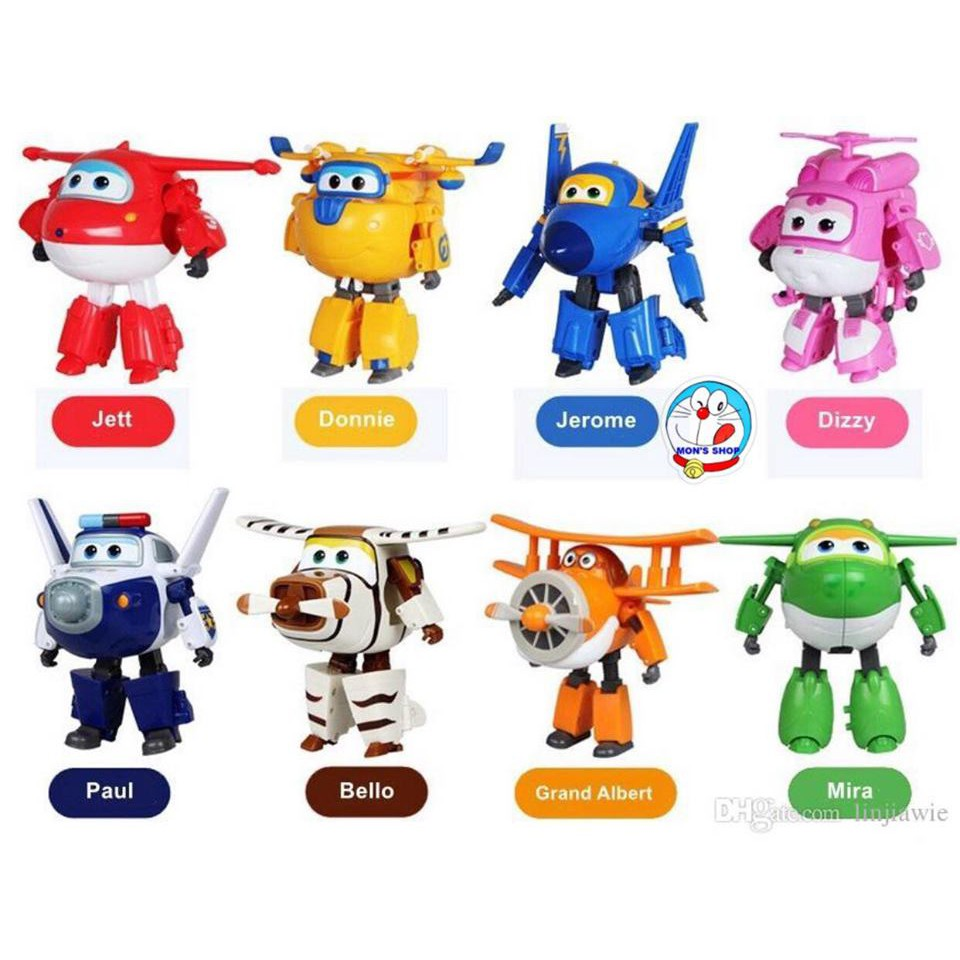 Jett
Donnie
Jerome
Dizzy
MON'S SHOP
Paul
Bello
Grand Albert
Mira
DHgate.com linjiawie